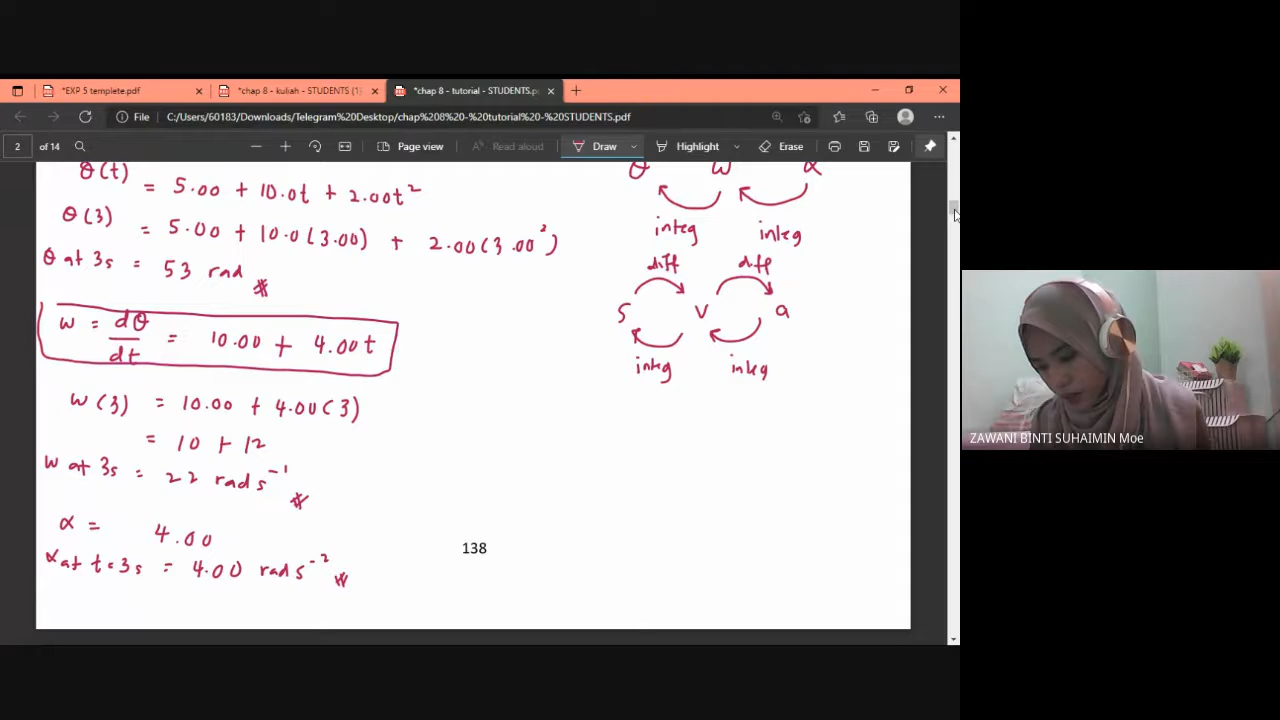 *EXP 5 templete.pdf
*chap 8 - kuliah - STUDENTS (1).
*chap 8 - tutorial - STUDENTS.p
File C:/Users/60183/Downloads/Telegram%20Desktop/chap%208%20-%20tutorial%20-%20STUDENTS.pdf
2 of 14 Page view Read aloud Draw Highlight Erase
θ(t) = 5.00 + 10.0t + 2.00t²
θ(3) = 5.00 + 10.0(3.00) + 2.00(3.00²)
θ at 3s = 53 rad
ω = dθ/dt = 10.00 + 4.00t
ω(3) = 10.00 + 4.00(3)
= 10 + 12
ω at 3s = 22 rad s⁻¹
α = 4.00
α at t=3s = 4.00 rad s⁻²
θ ω α
integ integ
diff diff
s v a
integ integ
138
ZAWANI BINTI SUHAIMIN Moe